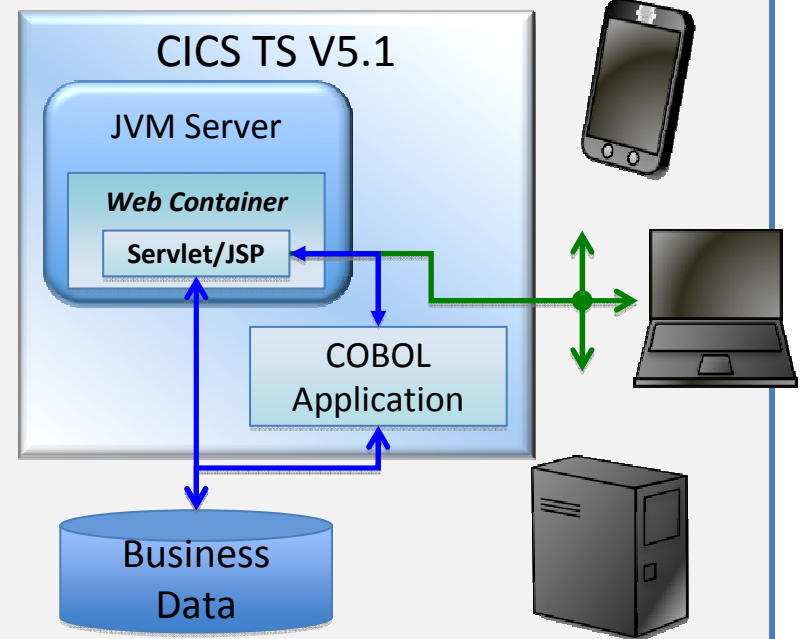 CICS TS V5.1
JVM Server
Web Container
Servlet/JSP
COBOL
Application
Business
Data